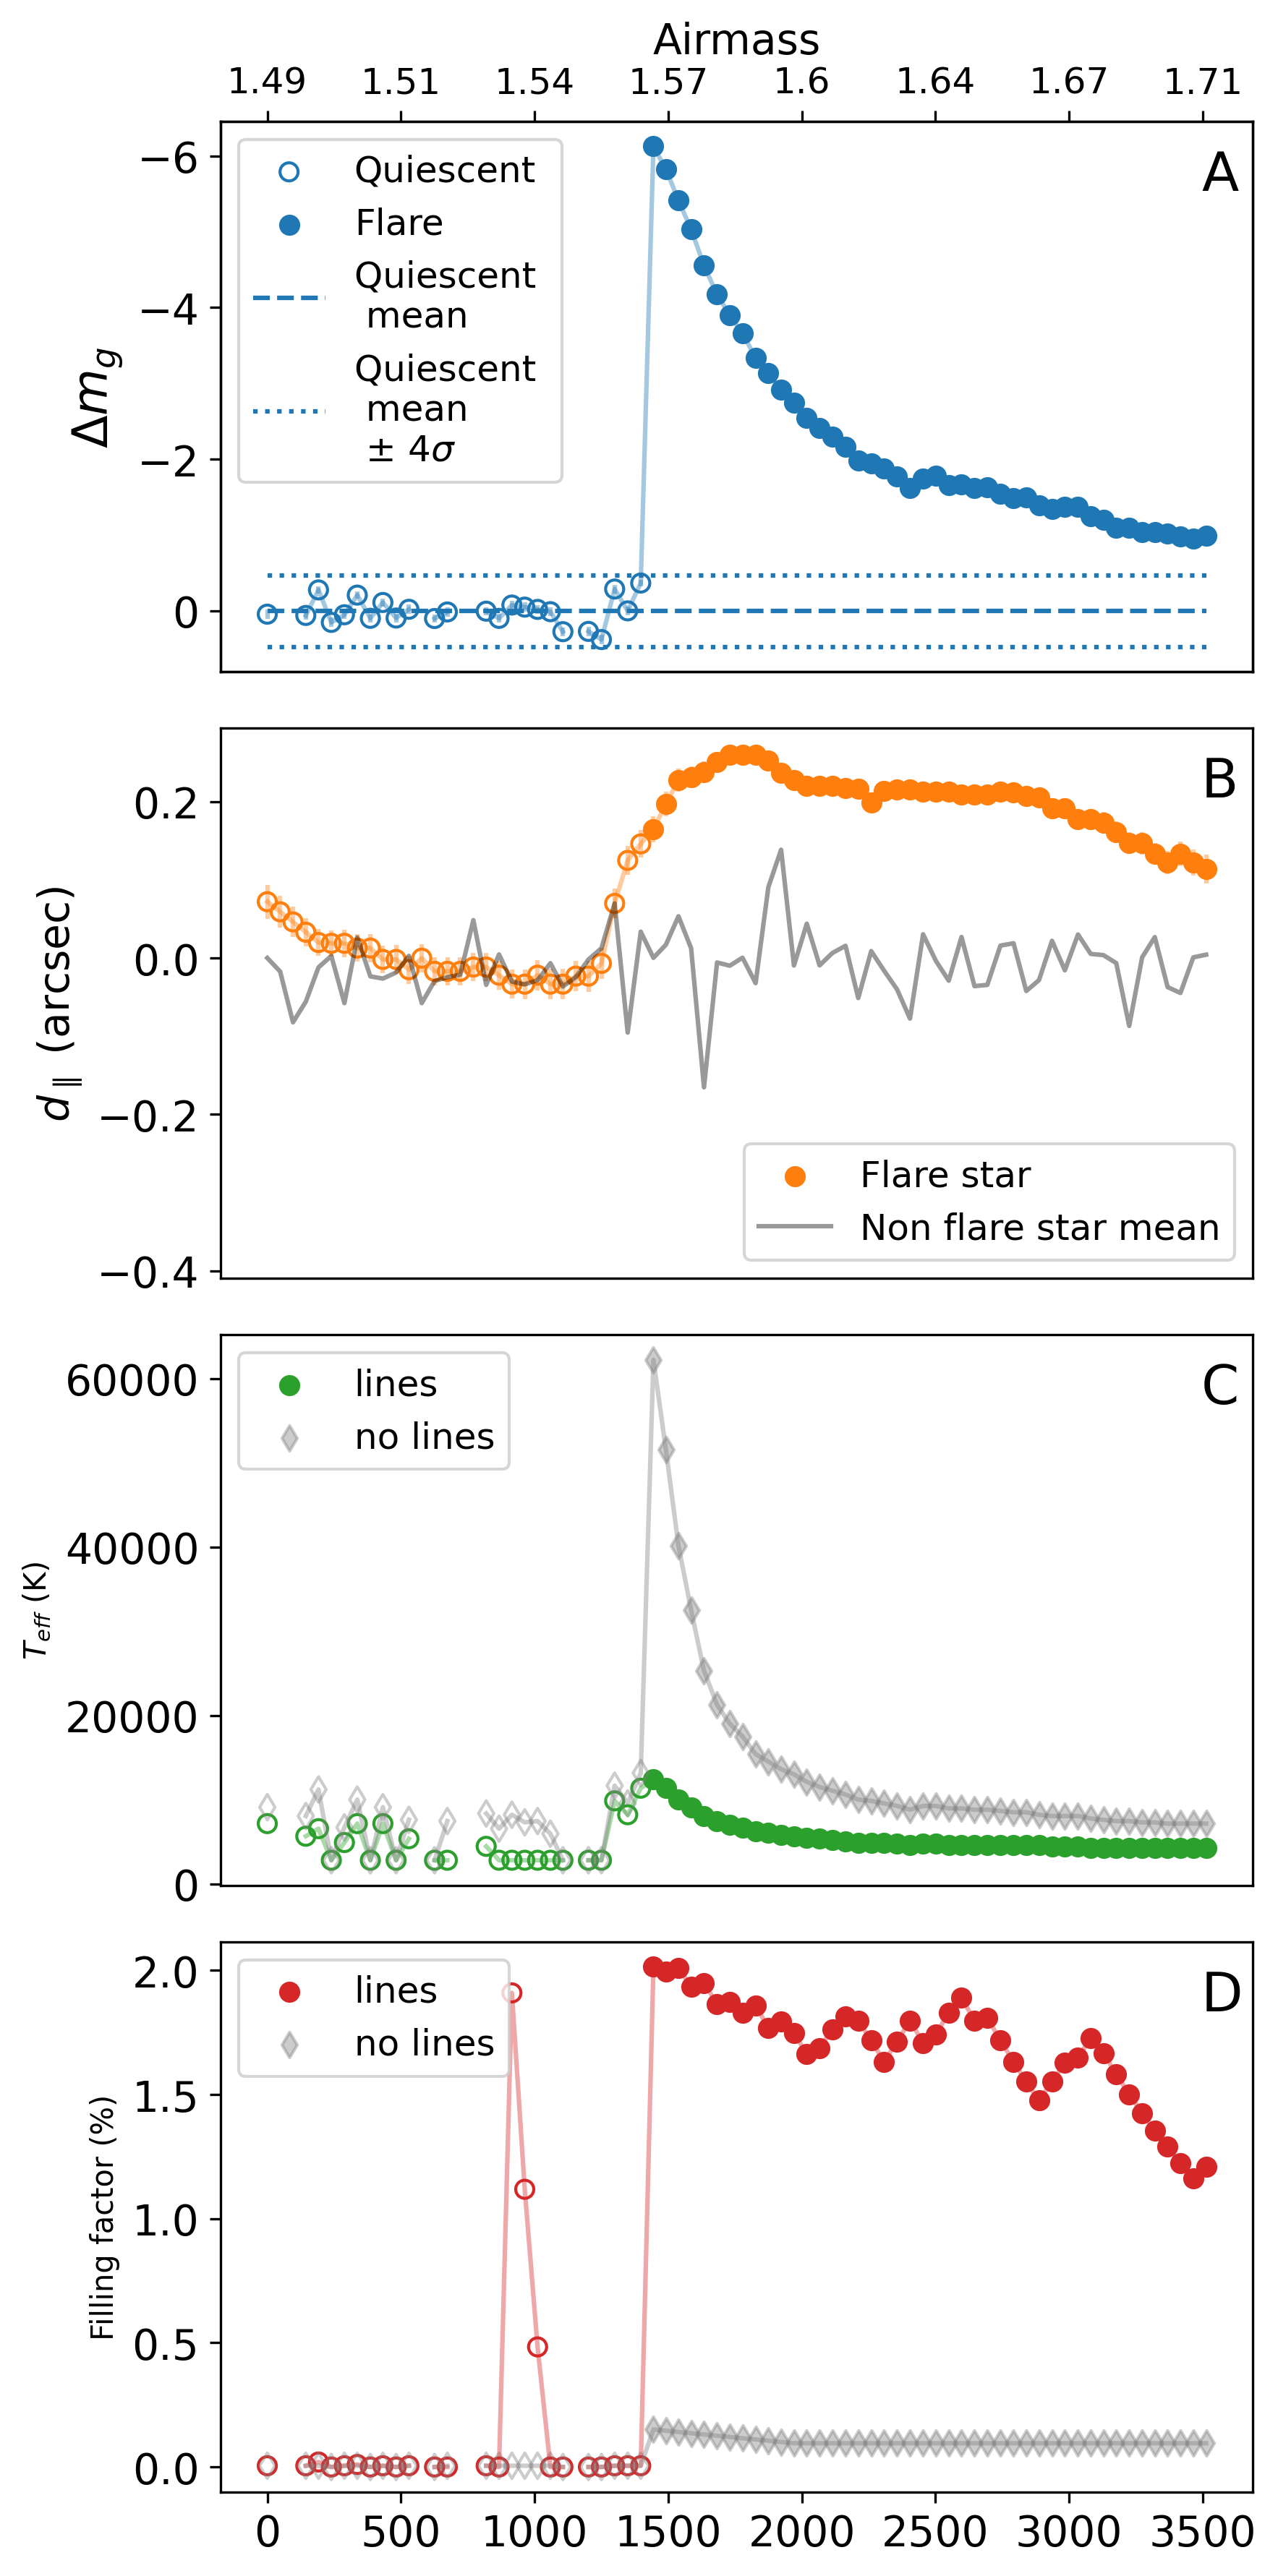 Airmass
1.49 1.51 1.54 1.57 1.6 1.64 1.67 1.71
A
Quiescent
Flare
Quiescent
mean
Quiescent
mean
± 4σ
−6
−4
−2
0
Δm_g
B
0.2
0.0
−0.2
−0.4
d_∥ (arcsec)
Flare star
Non flare star mean
C
lines
no lines
60000
40000
20000
0
T_eff (K)
D
lines
no lines
2.0
1.5
1.0
0.5
0.0
Filling factor (%)
0 500 1000 1500 2000 2500 3000 3500